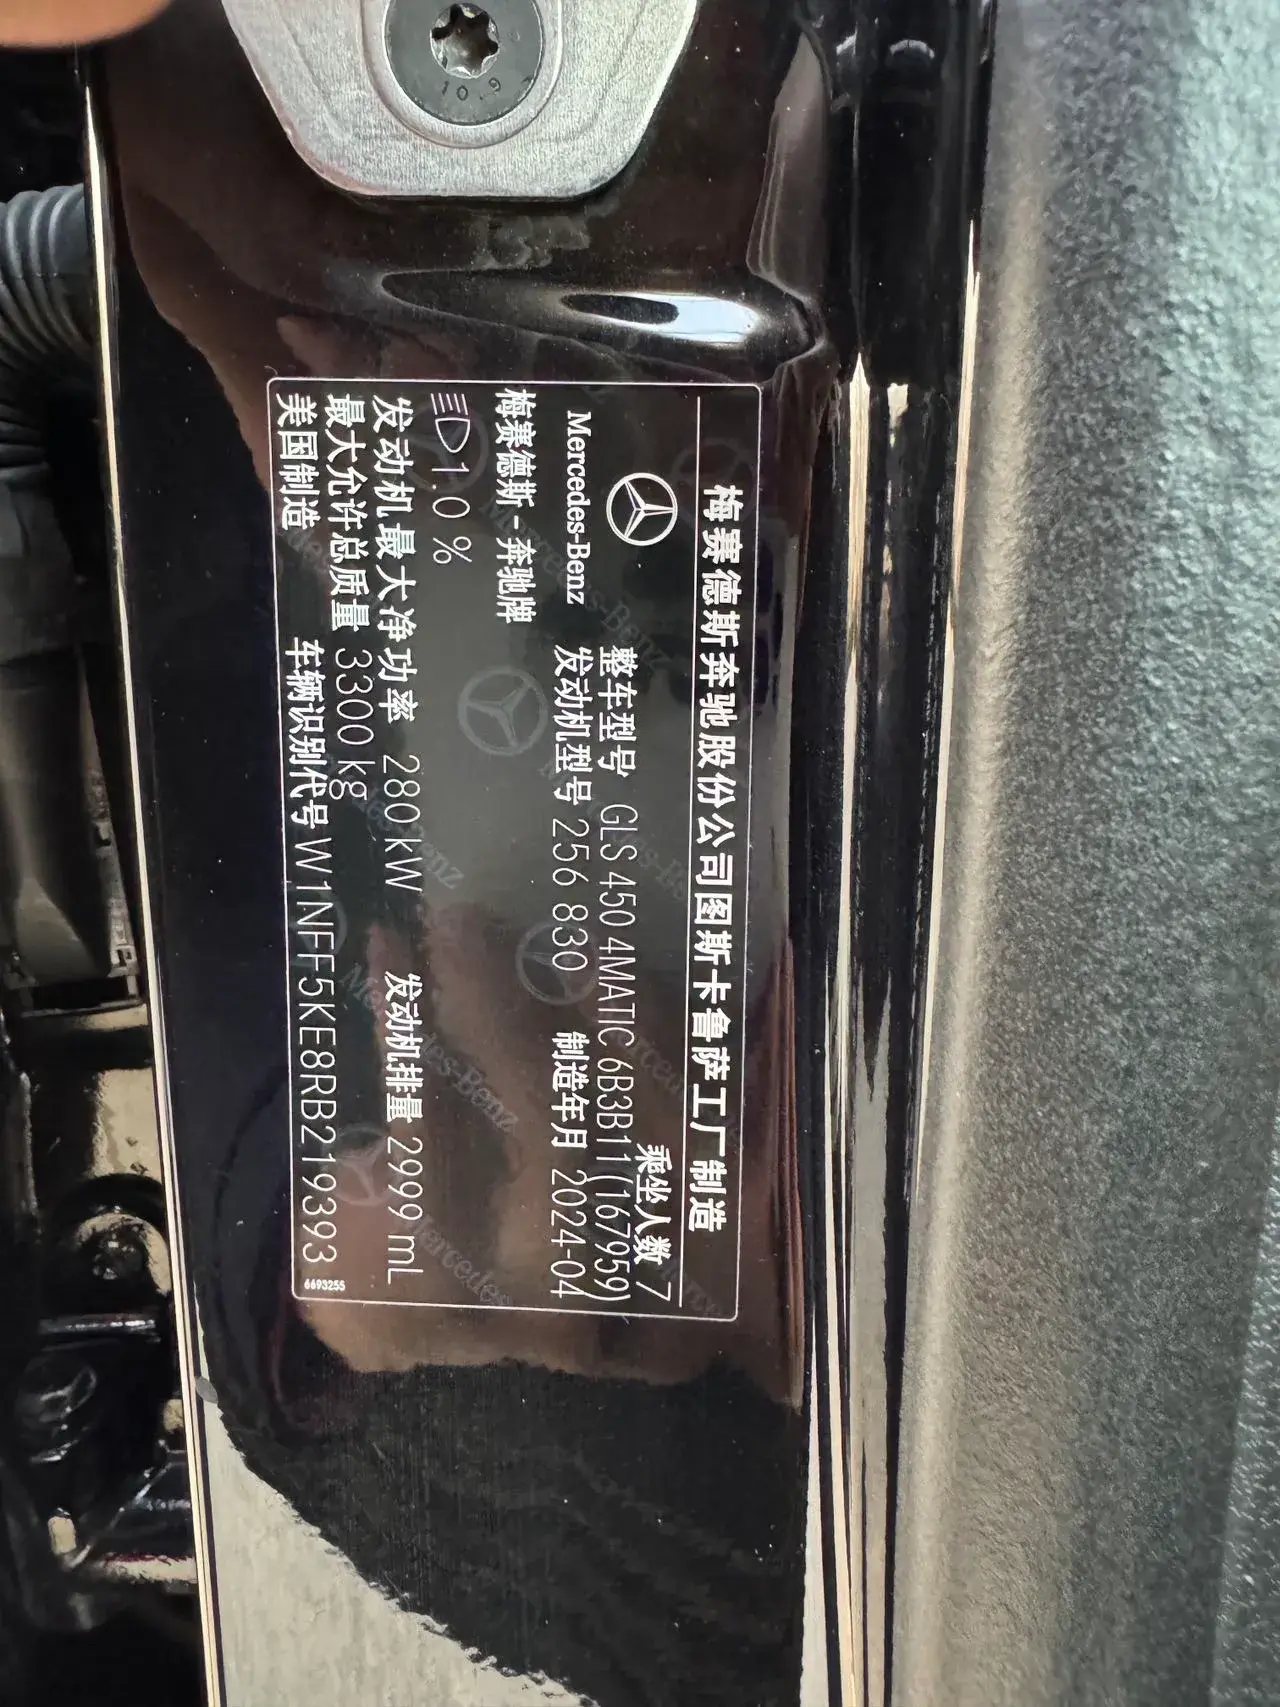 10.9
梅赛德斯奔驰股份公司图斯卡鲁萨工厂制造
乘坐人数 7
整车型号 GLS 450 4MATIC 6B3B11(167959)
Mercedes-Benz
发动机型号 256 830 制造年月 2024-04
梅赛德斯-奔驰牌
1.0 %
发动机最大净功率 280 kW 发动机排量 2999 mL
最大允许总质量 3300 kg
美国制造 车辆识别代号 W1NFF5KE8RB219393
6693255